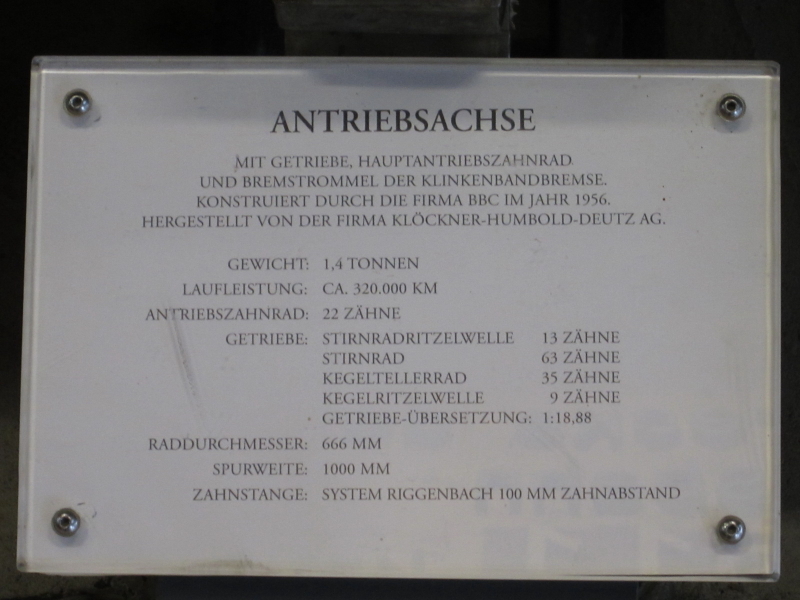 ANTRIEBSACHSE
MIT GETRIEBE, HAUPTANTRIEBSZAHNRAD
UND BREMSTROMMEL DER KLINKENBANDBREMSE.
KONSTRUIERT DURCH DIE FIRMA BBC IM JAHR 1956.
HERGESTELLT VON DER FIRMA KLÖCKNER-HUMBOLD-DEUTZ AG.
GEWICHT: 1,4 TONNEN
LAUFLEISTUNG: CA. 320.000 KM
ANTRIEBSZAHNRAD: 22 ZÄHNE
GETRIEBE: STIRNRADRITZELWELLE 13 ZÄHNE
STIRNRAD 63 ZÄHNE
KEGELTELLERRAD 35 ZÄHNE
KEGELRITZELWELLE 9 ZÄHNE
GETRIEBE-ÜBERSETZUNG: 1:18,88
RADDURCHMESSER: 666 MM
SPURWEITE: 1000 MM
ZAHNSTANGE: SYSTEM RIGGENBACH 100 MM ZAHNABSTAND